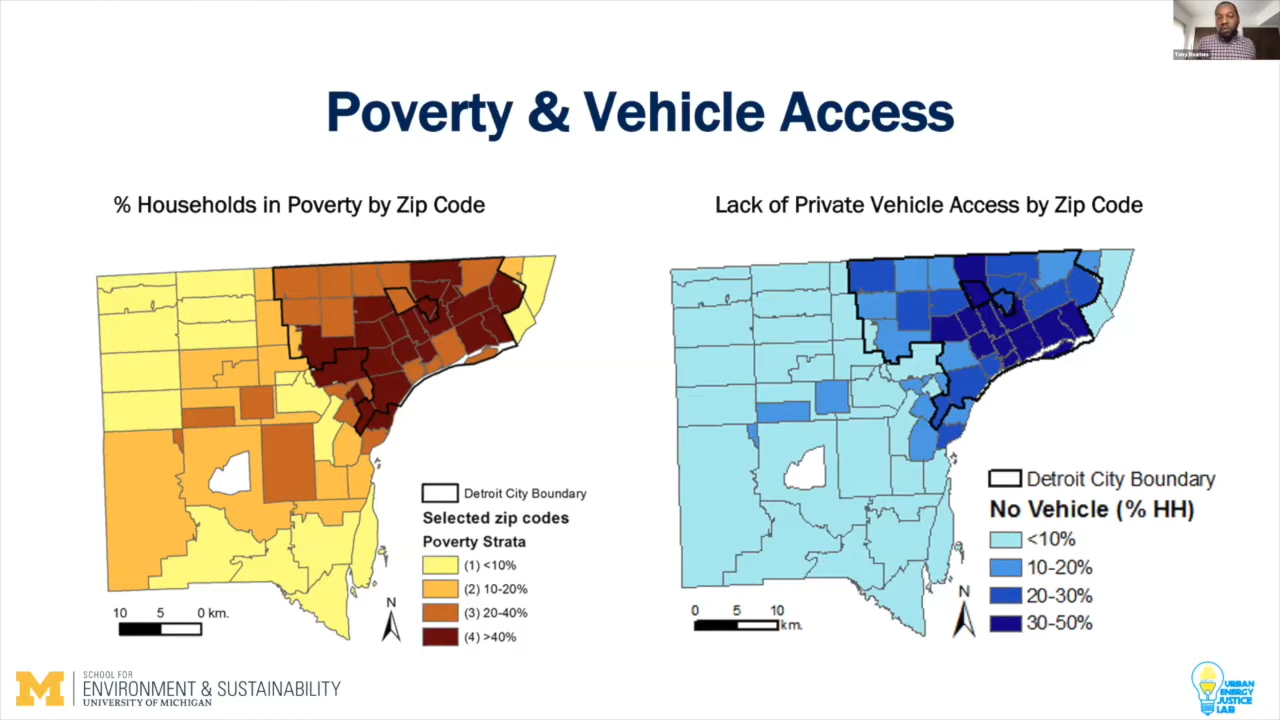 Tony Reames
Poverty & Vehicle Access
% Households in Poverty by Zip Code
Lack of Private Vehicle Access by Zip Code
Detroit City Boundary
Selected zip codes
Poverty Strata
(1) <10%
(2) 10-20%
(3) 20-40%
(4) >40%
10 5 0 km.
N
Detroit City Boundary
No Vehicle (% HH)
<10%
10-20%
20-30%
30-50%
0 5 10
km.
N
M
SCHOOL FOR
ENVIRONMENT & SUSTAINABILITY
UNIVERSITY OF MICHIGAN
URBAN
ENERGY
JUSTICE
LAB